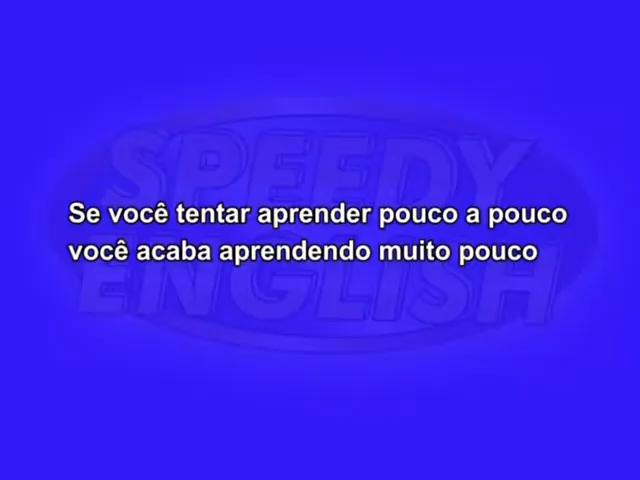 SPEEDY
ENGLISH
Se você tentar aprender pouco a pouco
você acaba aprendendo muito pouco